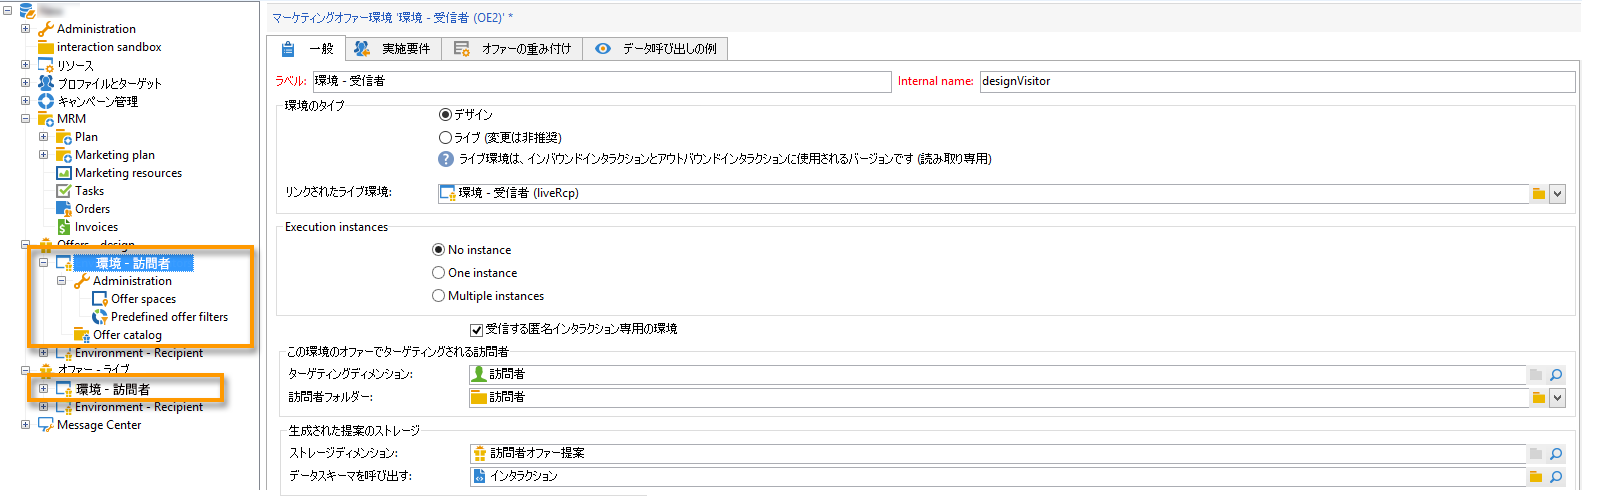 Administration
interaction sandbox
リソース
プロファイルとターゲット
キャンペーン管理
MRM
Plan
Marketing plan
Marketing resources
Tasks
Orders
Invoices
Offers - design
環境 - 訪問者
Administration
Offer spaces
Predefined offer filters
Offer catalog
Environment - Recipient
オファー - ライブ
環境 - 訪問者
Environment - Recipient
Message Center
マーケティングオファー環境 '環境 - 受信者 (OE2)' *
一般 実施要件 オファーの重み付け データ呼び出しの例
ラベル: 環境 - 受信者 Internal name: designVisitor
環境のタイプ
デザイン
ライブ (変更は非推奨)
ライブ環境は、インバウンドインタラクションとアウトバウンドインタラクションに使用されるバージョンです (読み取り専用)
リンクされたライブ環境: 環境 - 受信者 (liveRcp)
Execution instances
No instance
One instance
Multiple instances
受信する匿名インタラクション専用の環境
この環境のオファーでターゲティングされる訪問者
ターゲティングディメンション: 訪問者
訪問者フォルダー: 訪問者
生成された提案のストレージ
ストレージディメンション: 訪問者オファー提案
データスキーマを呼び出す: インタラクション